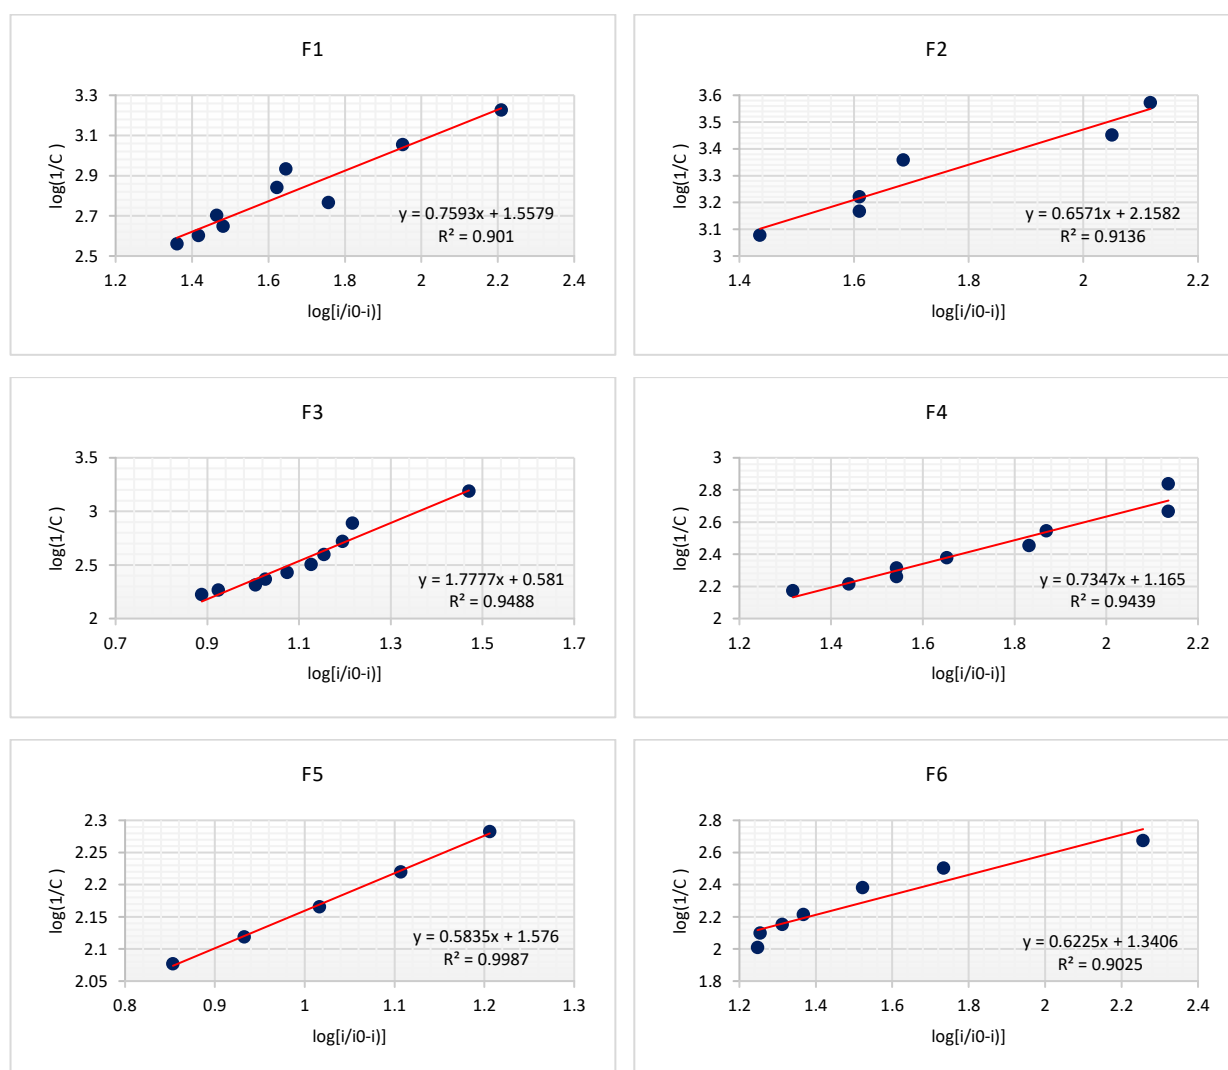 F1
3.3
3.1
2.9
2.7
2.5
log(1/C )
y = 0.7593x + 1.5579
R² = 0.901
1.2 1.4 1.6 1.8 2 2.2 2.4
log[i/i0-i)]
F2
3.6
3.5
3.4
3.3
3.2
3.1
3
log(1/C )
y = 0.6571x + 2.1582
R² = 0.9136
1.4 1.6 1.8 2 2.2
log[i/i0-i)]
F3
3.5
3
2.5
2
log(1/C )
y = 1.7777x + 0.581
R² = 0.9488
0.7 0.9 1.1 1.3 1.5 1.7
log[i/i0-i)]
F4
3
2.8
2.6
2.4
2.2
2
log(1/C )
y = 0.7347x + 1.165
R² = 0.9439
1.2 1.4 1.6 1.8 2 2.2
log[i/i0-i)]
F5
2.3
2.25
2.2
2.15
2.1
2.05
log(1/C )
y = 0.5835x + 1.576
R² = 0.9987
0.8 0.9 1 1.1 1.2 1.3
log[i/i0-i)]
F6
2.8
2.6
2.4
2.2
2
1.8
log(1/C )
y = 0.6225x + 1.3406
R² = 0.9025
1.2 1.4 1.6 1.8 2 2.2 2.4
log[i/i0-i)]